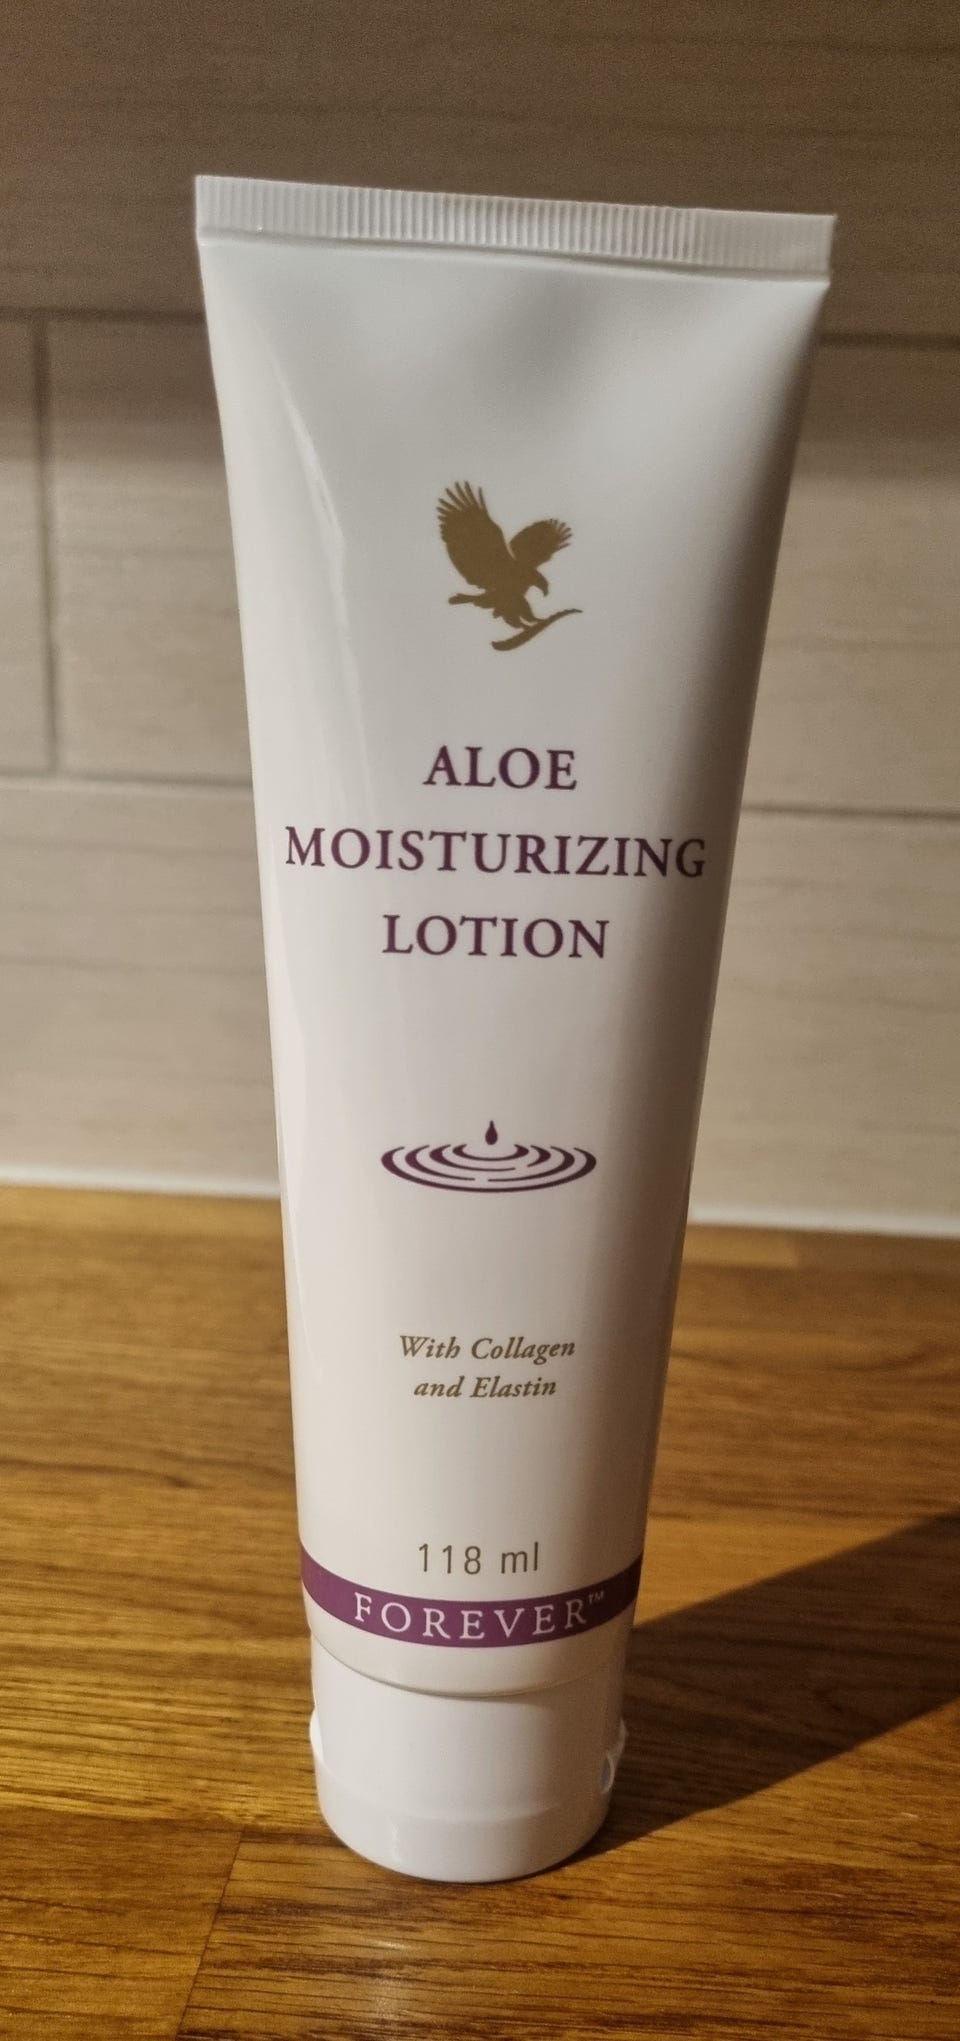 ALOE
MOISTURIZING
LOTION
With Collagen
and Elastin
118 ml
FOREVER™